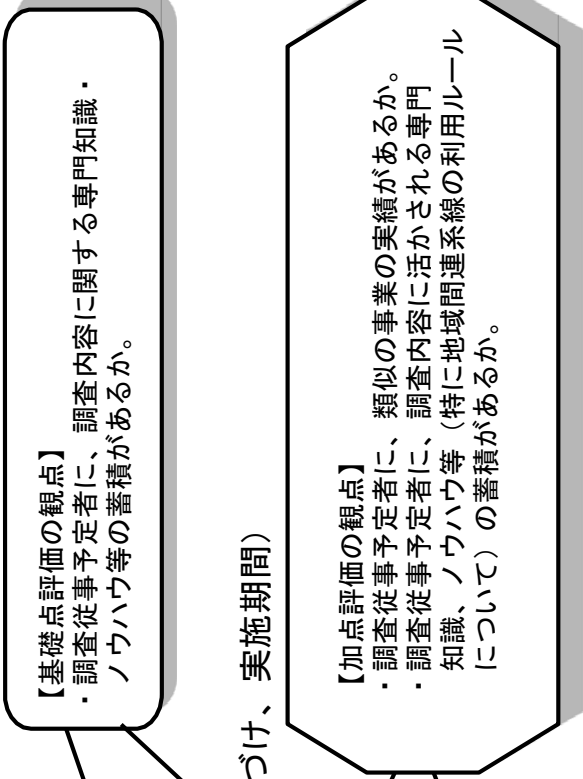 【基礎点評価の観点】
・調査従事予定者に、調査内容に関する専門知識・
ノウハウ等の蓄積があるか。
づけ、実施期間）
【加点評価の観点】
・調査従事予定者に、類似の事業の実績があるか。
・調査従事予定者に、調査内容に活かされる専門
知識、ノウハウ等（特に地域間連系線の利用ルール
について）の蓄積があるか。